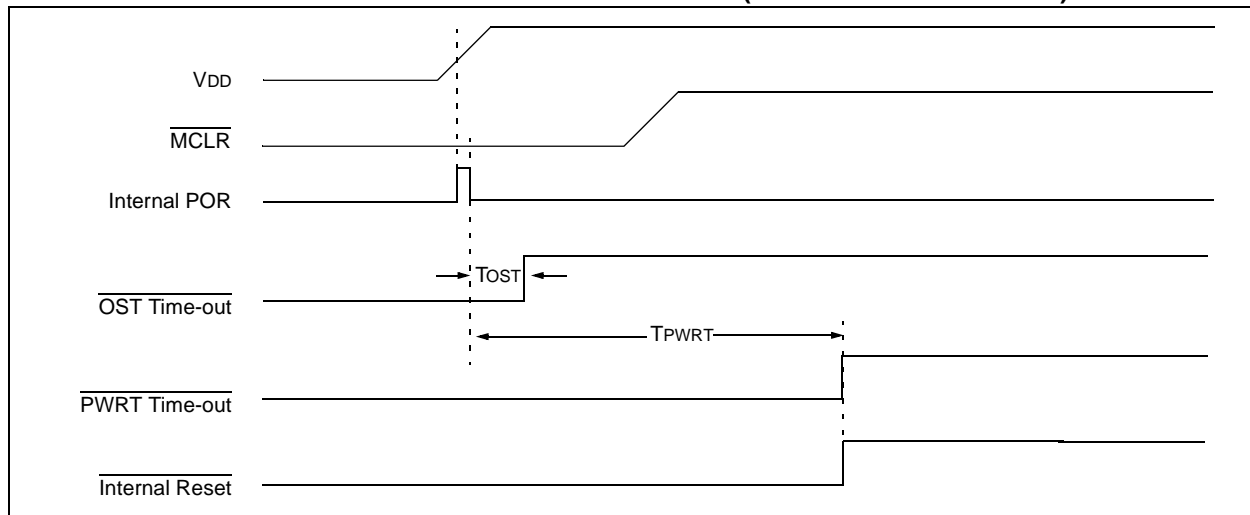 VDD
MCLR
Internal POR
TOST
OST Time-out
TPWRT
PWRT Time-out
Internal Reset